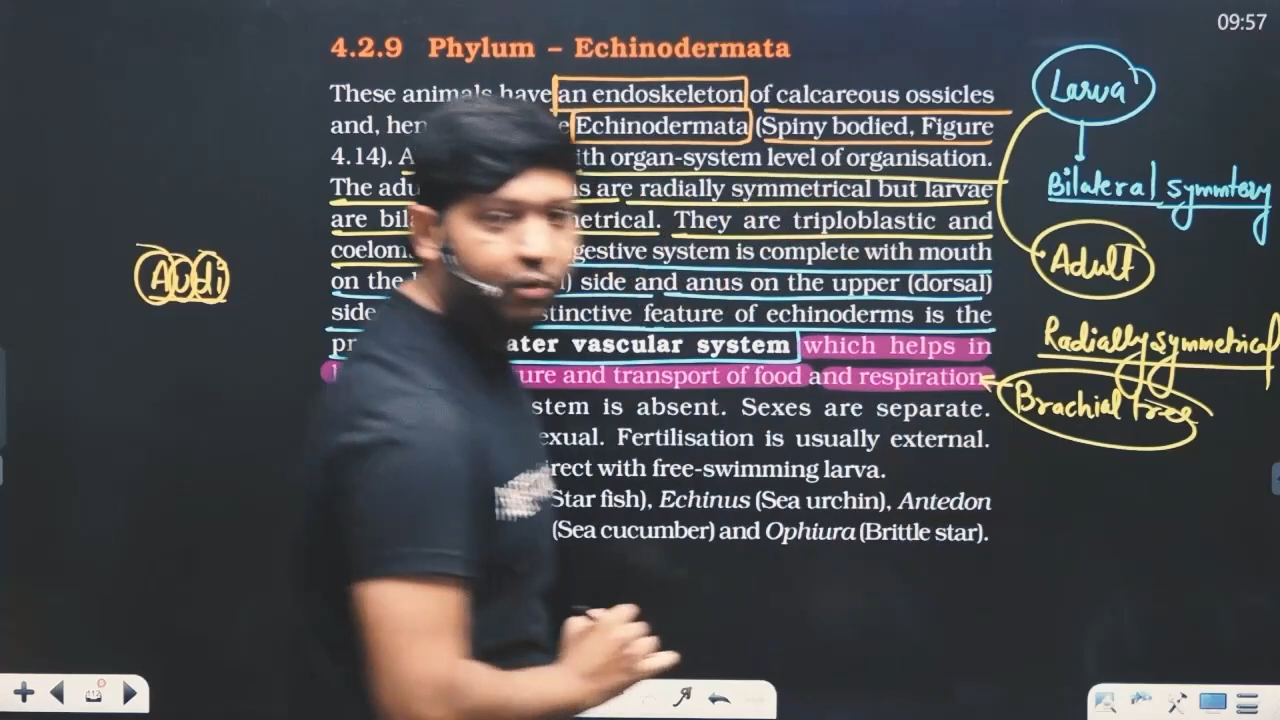 09:57
4.2.9 Phylum – Echinodermata
These animals have an endoskeleton of calcareous ossicles
and, hen e Echinodermata (Spiny bodied, Figure
4.14). A ith organ-system level of organisation.
The adu s are radially symmetrical but larvae
are bila metrical. They are triploblastic and
coelom gestive system is complete with mouth
on the l) side and anus on the upper (dorsal)
side stinctive feature of echinoderms is the
pr ater vascular system which helps in
ure and transport of food and respiration
stem is absent. Sexes are separate.
exual. Fertilisation is usually external.
rect with free-swimming larva.
Star fish), Echinus (Sea urchin), Antedon
(Sea cucumber) and Ophiura (Brittle star).
Audi
Larva
Bilateral symmtery
Adult
Radially symmetrical
Brachial tree